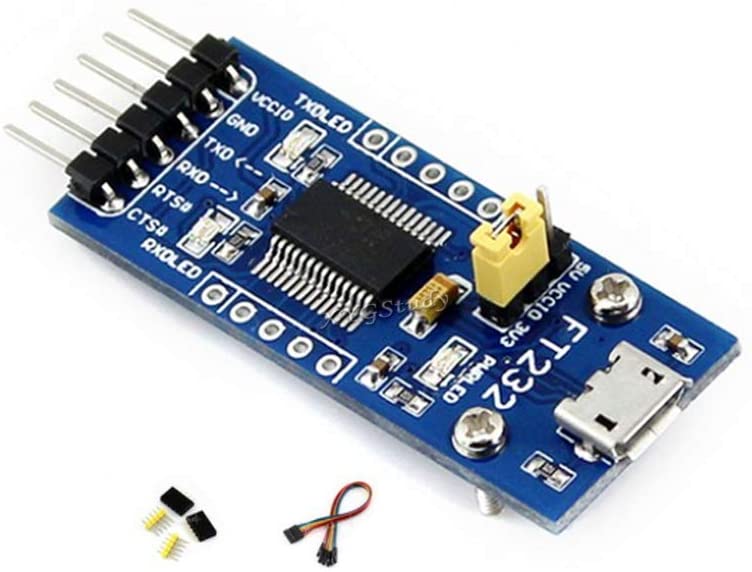 VCCIO
GND
TXD <--
RXD -->
RTS#
CTS#
TXDLED
RXDLED
5V VCCIO 3V3
FT232
PWRLED